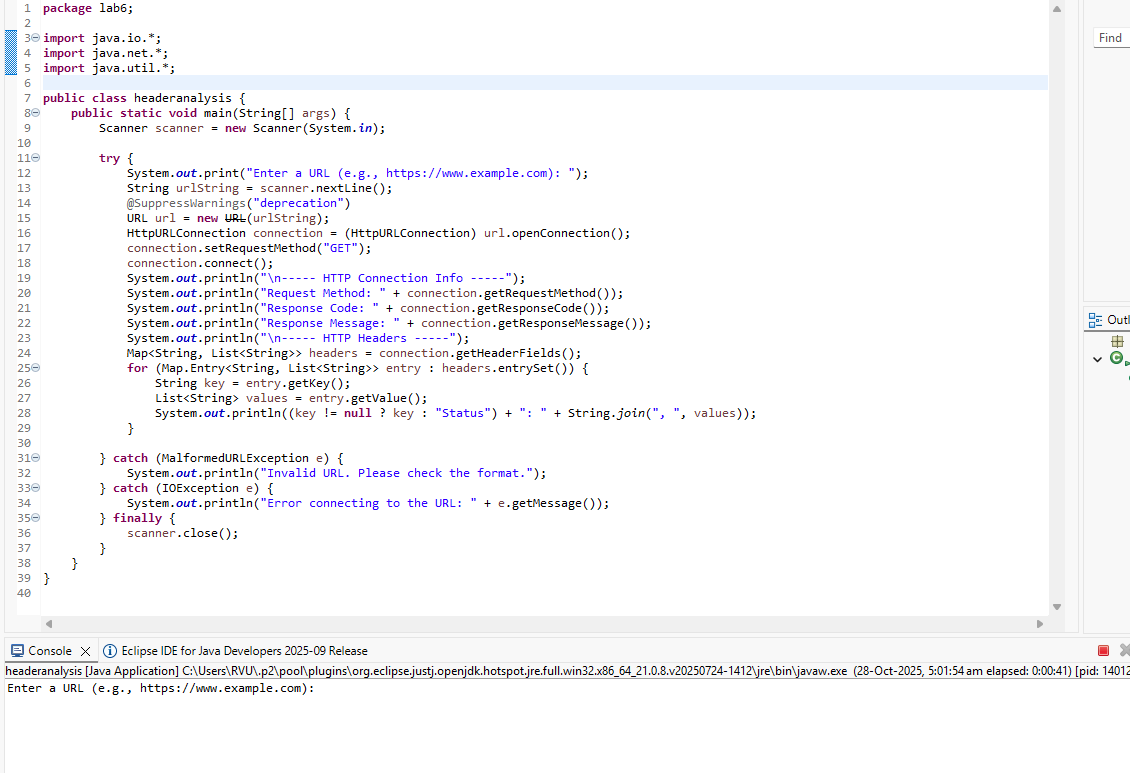 1 package lab6;
2
3 import java.io.*;
4 import java.net.*;
5 import java.util.*;
6
7 public class headeranalysis {
8     public static void main(String[] args) {
9         Scanner scanner = new Scanner(System.in);
10
11         try {
12             System.out.print("Enter a URL (e.g., https://www.example.com): ");
13             String urlString = scanner.nextLine();
14             @SuppressWarnings("deprecation")
15             URL url = new URL(urlString);
16             HttpURLConnection connection = (HttpURLConnection) url.openConnection();
17             connection.setRequestMethod("GET");
18             connection.connect();
19             System.out.println("\n----- HTTP Connection Info -----");
20             System.out.println("Request Method: " + connection.getRequestMethod());
21             System.out.println("Response Code: " + connection.getResponseCode());
22             System.out.println("Response Message: " + connection.getResponseMessage());
23             System.out.println("\n----- HTTP Headers -----");
24             Map<String, List<String>> headers = connection.getHeaderFields();
25             for (Map.Entry<String, List<String>> entry : headers.entrySet()) {
26                 String key = entry.getKey();
27                 List<String> values = entry.getValue();
28                 System.out.println((key != null ? key : "Status") + ": " + String.join(", ", values));
29             }
30
31         } catch (MalformedURLException e) {
32             System.out.println("Invalid URL. Please check the format.");
33         } catch (IOException e) {
34             System.out.println("Error connecting to the URL: " + e.getMessage());
35         } finally {
36             scanner.close();
37         }
38     }
39 }
40
Find
Outl
Console Eclipse IDE for Java Developers 2025-09 Release
headeranalysis [Java Application] C:\Users\RVU\.p2\pool\plugins\org.eclipse.justj.openjdk.hotspot.jre.full.win32.x86_64_21.0.8.v20250724-1412\jre\bin\javaw.exe (28-Oct-2025, 5:01:54 am elapsed: 0:00:41) [pid: 14012
Enter a URL (e.g., https://www.example.com):